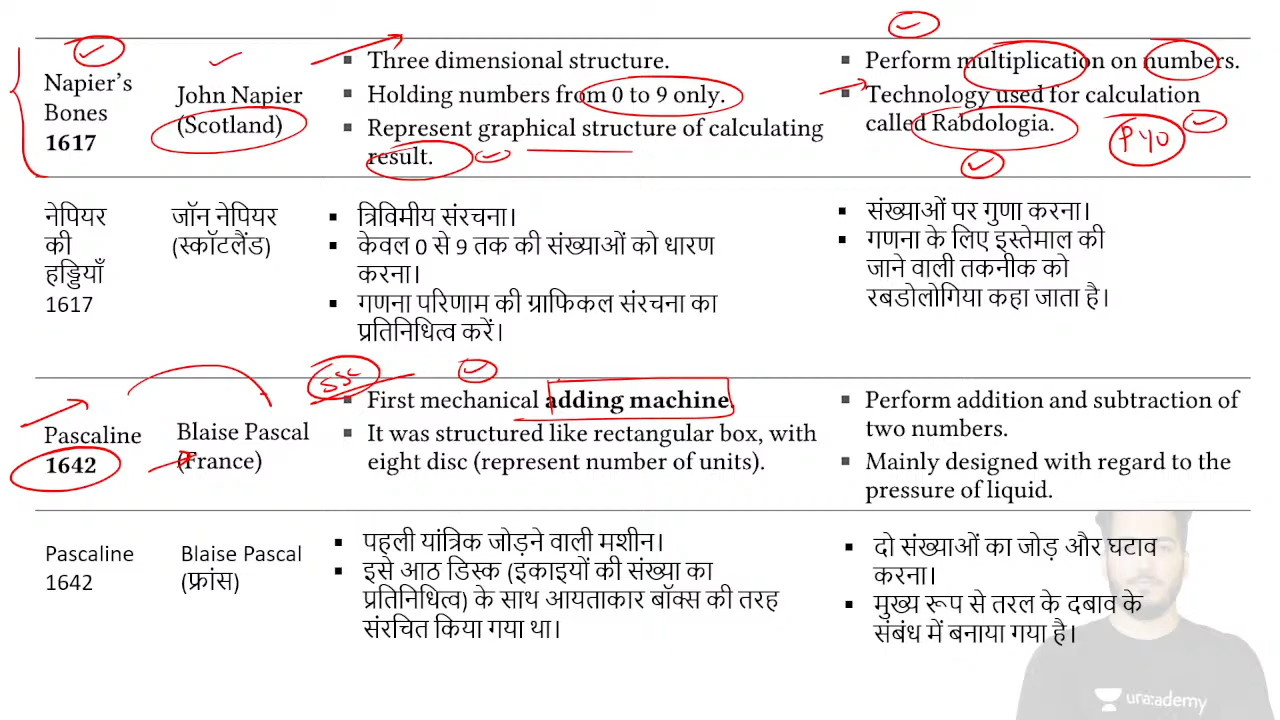 Napier's
Bones
1617
John Napier
(Scotland)
▪ Three dimensional structure.
▪ Holding numbers from 0 to 9 only.
▪ Represent graphical structure of calculating
result.
▪ Perform multiplication on numbers.
▪ Technology used for calculation
called Rabdologia.
PYQ
नेपियर
की
हड्डियाँ
1617
जॉन नेपियर
(स्कॉटलैंड)
▪ त्रिविमीय संरचना।
▪ केवल 0 से 9 तक की संख्याओं को धारण
करना।
▪ गणना परिणाम की ग्राफिकल संरचना का
प्रतिनिधित्व करें।
▪ संख्याओं पर गुणा करना।
▪ गणना के लिए इस्तेमाल की
जाने वाली तकनीक को
रबडोलोगिया कहा जाता है।
SSC
Pascaline
1642
Blaise Pascal
(France)
▪ First mechanical adding machine.
▪ It was structured like rectangular box, with
eight disc (represent number of units).
▪ Perform addition and subtraction of
two numbers.
▪ Mainly designed with regard to the
pressure of liquid.
Pascaline
1642
Blaise Pascal
(फ्रांस)
▪ पहली यांत्रिक जोड़ने वाली मशीन।
▪ इसे आठ डिस्क (इकाइयों की संख्या का
प्रतिनिधित्व) के साथ आयताकार बॉक्स की तरह
संरचित किया गया था।
▪ दो संख्याओं का जोड़ और घटाव
करना।
▪ मुख्य रूप से तरल के दबाव के
संबंध में बनाया गया है।
unacademy